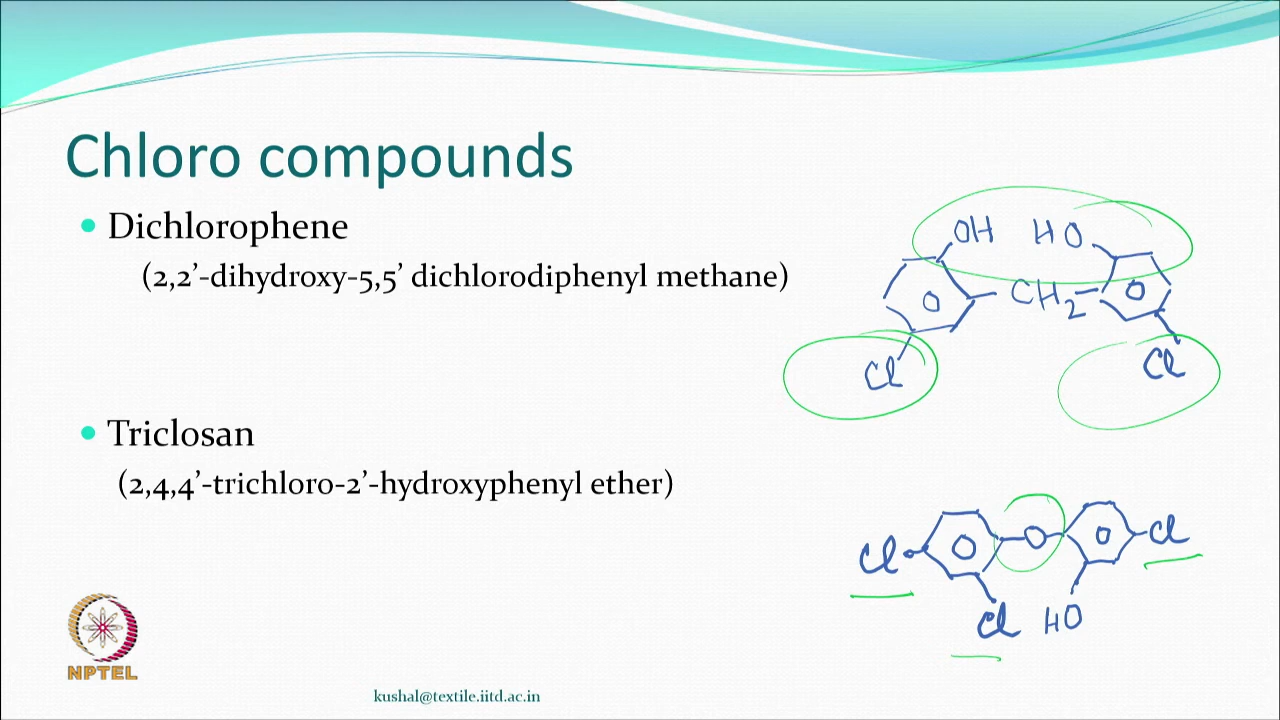 Chloro compounds
Dichlorophene
(2,2’-dihydroxy-5,5’ dichlorodiphenyl methane)
OH HO
CH2
Cl Cl
Triclosan
(2,4,4’-trichloro-2’-hydroxyphenyl ether)
Cl O Cl
Cl HO
NPTEL
kushal@textile.iitd.ac.in